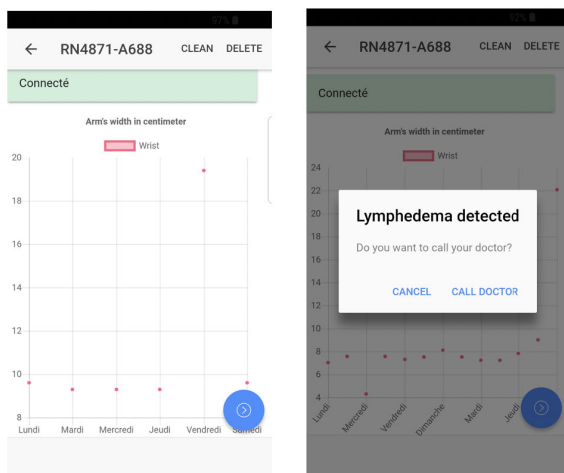 97%
← RN4871-A688 CLEAN DELETE
Connecté
Arm's width in centimeter
Wrist
20
18
16
14
12
10
8
Lundi Mardi Mercredi Jeudi Vendredi Samedi
92%
← RN4871-A688 CLEAN DELETE
Connecté
Arm's width in centimeter
Wrist
24
22
20
18
16
14
12
10
8
6
4
Lymphedema detected
Do you want to call your doctor?
CANCEL CALL DOCTOR
Lundi Mercredi Vendredi Dimanche Mardi Jeudi